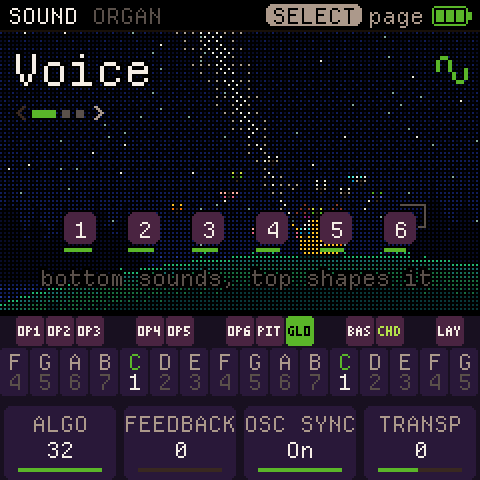 SOUND ORGAN SELECT page
Voice
1 2 3 4 5 6
bottom sounds, top shapes it
OP1 OP2 OP3 OP4 OP5 OP6 PIT GLO BAS CHD LAY
F G A B C D E F G A B C D E F G
4 5 6 7 1 2 3 4 5 6 7 1 2 3 4 5
ALGO FEEDBACK OSC SYNC TRANSP
32 0 On 0